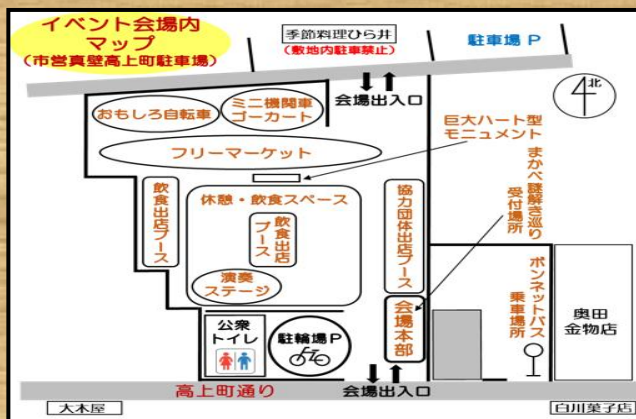 イベント会場内
マップ
(市営真壁高上町駐車場)
季節料理ひら井
(敷地内駐車禁止)
駐車場 P
北
会場出入口
おもしろ自転車
ミニ機関車
ゴーカート
巨大ハート型
モニュメント
フリーマーケット
まかべ謎解き巡り
受付場所
飲食出店ブース
休憩・飲食スペース
飲食出店
ブース
協力団体出店ブース
演奏
ステージ
ボンネットバス
乗車場所
奥田
金物店
公衆
トイレ
駐輪場P
会場本部
高上町通り
会場出入口
大木屋
白川菓子店